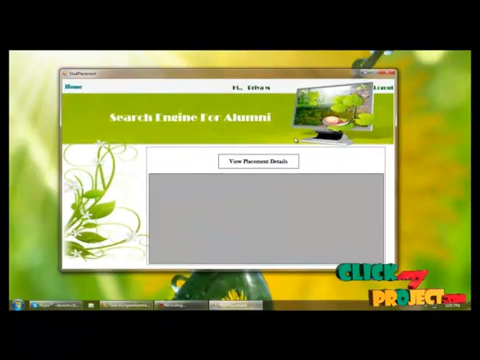 StudPlacement
Home
Hi.. Priya M
Logout
Search Engine For Alumni
View Placement Details
CLICK my
PROJECT.com